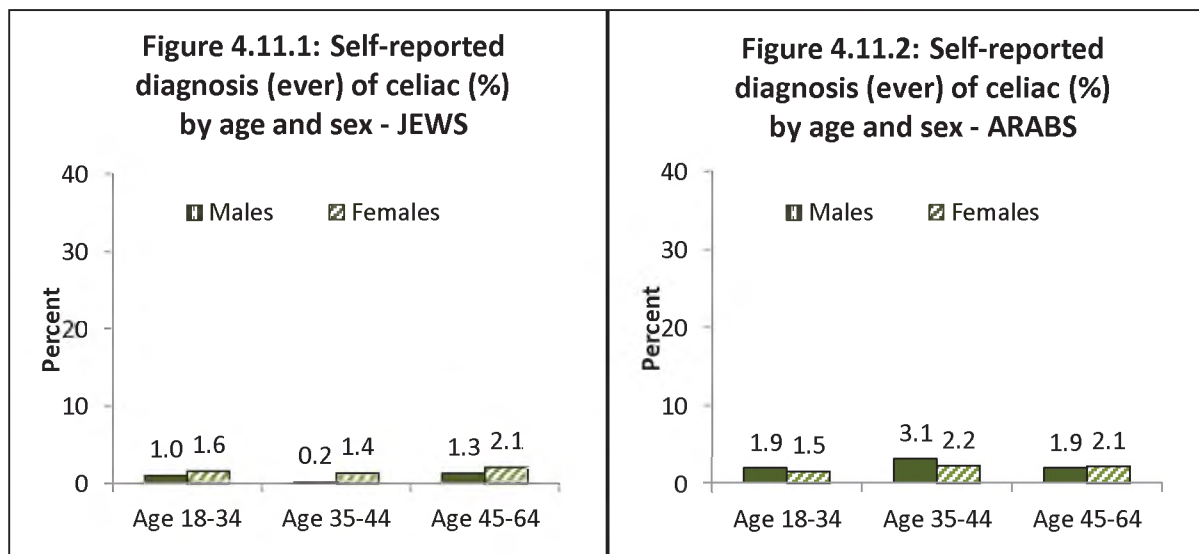 Figure 4.11.1: Self-reported
diagnosis (ever) of celiac (%)
by age and sex - JEWS
40
30
20
10
0
Percent
Males Females
1.0 1.6 0.2 1.4 1.3 2.1
Age 18-34 Age 35-44 Age 45-64
Figure 4.11.2: Self-reported
diagnosis (ever) of celiac (%)
by age and sex - ARABS
40
30
20
10
0
Percent
Males Females
1.9 1.5 3.1 2.2 1.9 2.1
Age 18-34 Age 35-44 Age 45-64